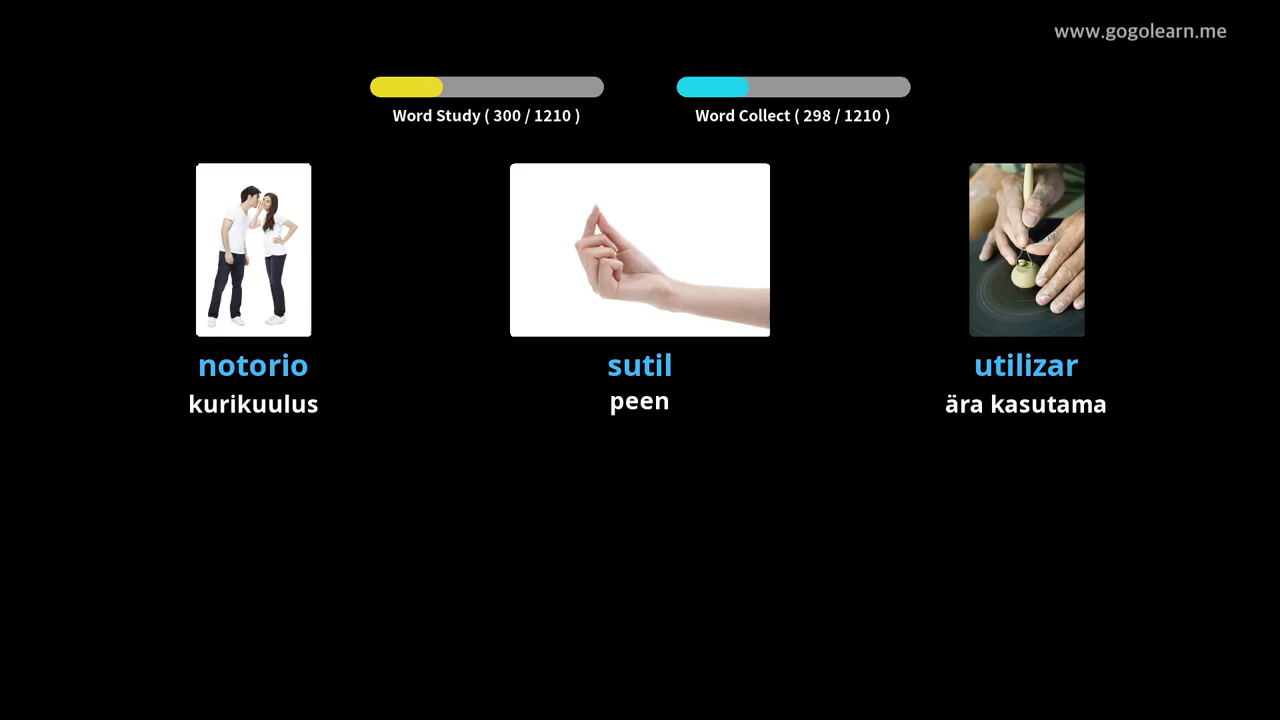 www.gogolearn.me
Word Study ( 300 / 1210 )
Word Collect ( 298 / 1210 )
notorio
kurikuulus
sutil
peen
utilizar
ära kasutama